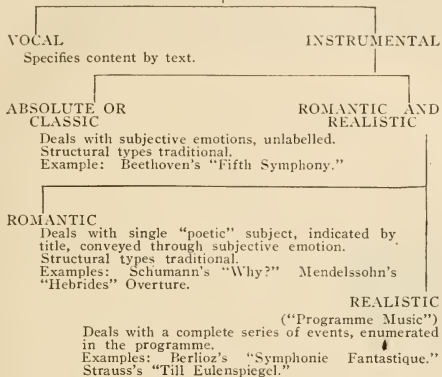 VOCAL
Specifies content by text.
INSTRUMENTAL
ABSOLUTE OR
CLASSIC
Deals with subjective emotions, unlabelled.
Structural types traditional.
Example: Beethoven's "Fifth Symphony."
ROMANTIC AND
REALISTIC
ROMANTIC
Deals with single "poetic" subject, indicated by
title, conveyed through subjective emotion.
Structural types traditional.
Examples: Schumann's "Why?" Mendelssohn's
"Hebrides" Overture.
REALISTIC
("Programme Music")
Deals with a complete series of events, enumerated
in the programme.
Examples: Berlioz's "Symphonie Fantastique."
Strauss's "Till Eulenspiegel."